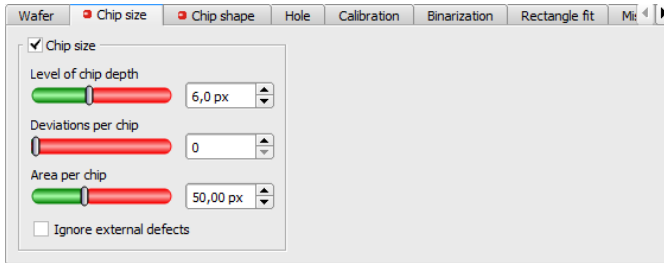 Wafer Chip size Chip shape Hole Calibration Binarization Rectangle fit
Chip size
Level of chip depth
6,0 px
Deviations per chip
0
Area per chip
50,00 px
Ignore external defects